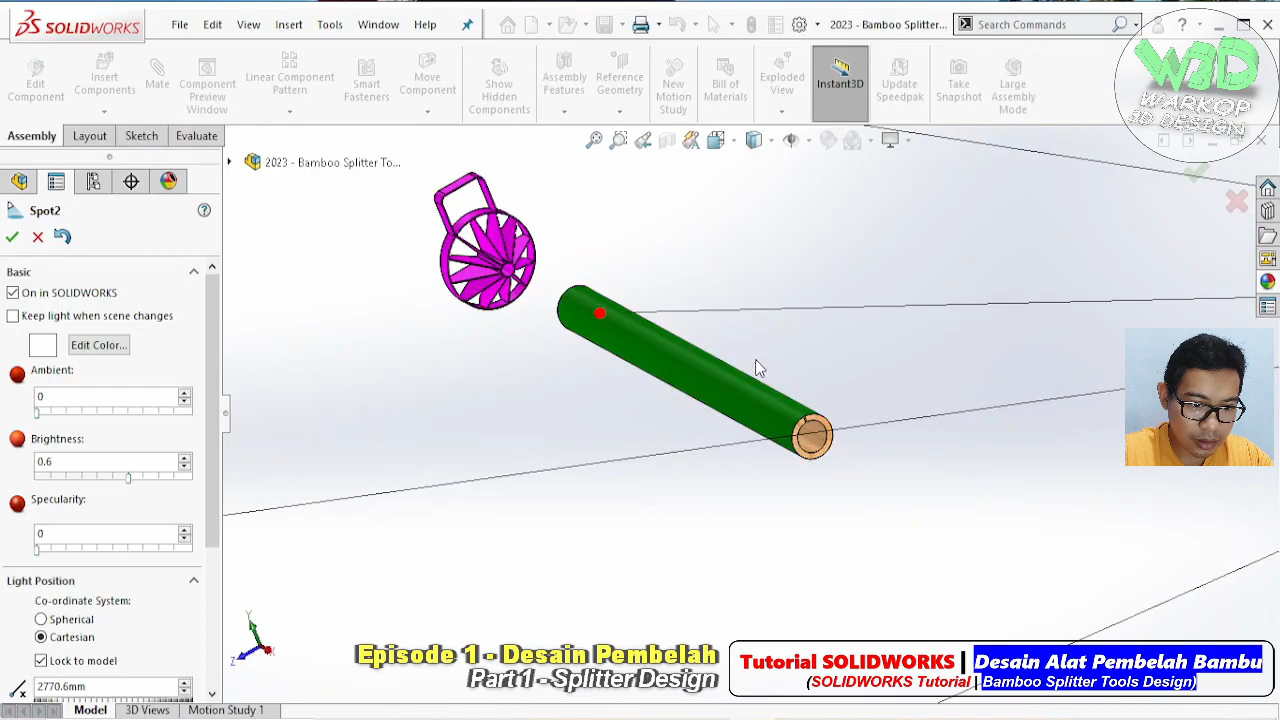 SOLIDWORKS
File Edit View Insert Tools Window Help
2023 - Bamboo Splitter...
Search Commands
Edit Component
Insert Components
Mate
Component Preview Window
Linear Component Pattern
Smart Fasteners
Move Component
Show Hidden Components
Assembly Features
Reference Geometry
New Motion Study
Bill of Materials
Exploded View
Instant3D
Update Speedpak
Take Snapshot
Large Assembly Mode
W3D
WARKOP
3D DESIGN
Assembly Layout Sketch Evaluate
2023 - Bamboo Splitter To...
Spot2
Basic
On in SOLIDWORKS
Keep light when scene changes
Edit Color...
Ambient:
0
Brightness:
0.6
Specularity:
0
Light Position
Co-ordinate System:
Spherical
Cartesian
Lock to model
2770.6mm
Y
Z
X
Episode 1 - Desain Pembelah
Part 1 - Splitter Design
Tutorial SOLIDWORKS | Desain Alat Pembelah Bambu
(SOLIDWORKS Tutorial | Bamboo Splitter Tools Design)
Model 3D Views Motion Study 1